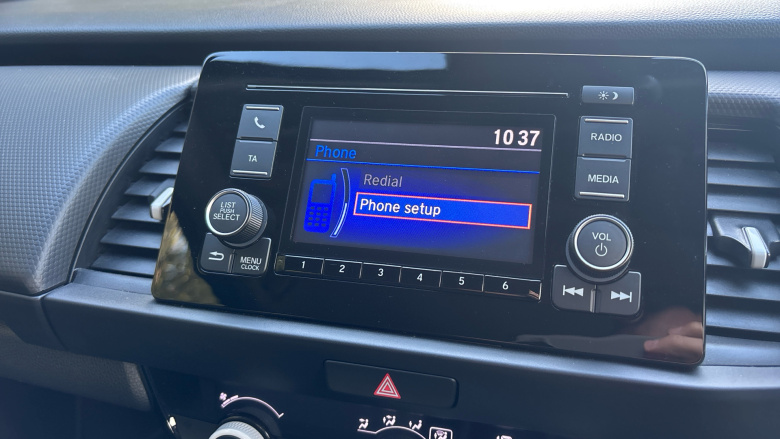 10 37
Phone
Redial
Phone setup
TA
LIST
PUSH
SELECT
MENU
CLOCK
1 2 3 4 5 6
RADIO
MEDIA
VOL